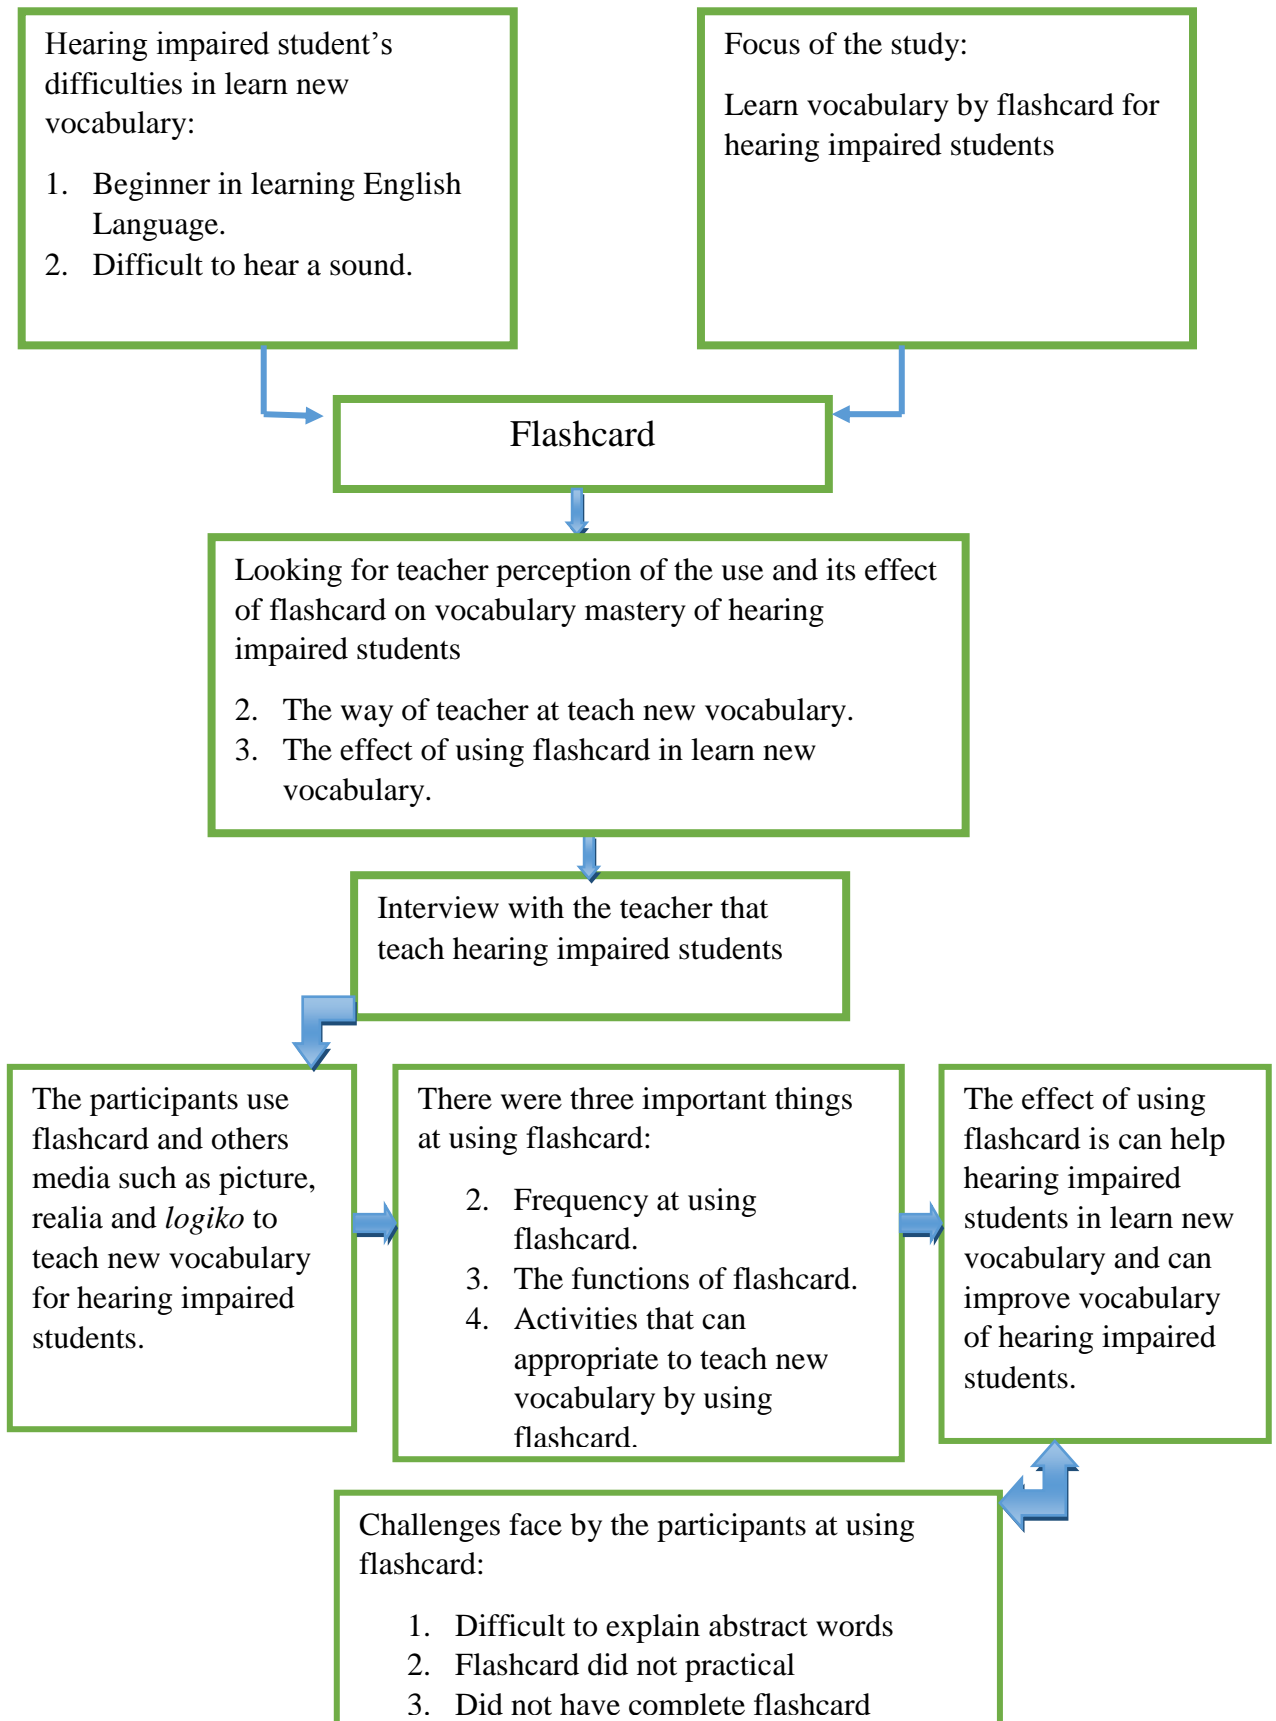 Hearing impaired student’s
difficulties in learn new
vocabulary:
1. Beginner in learning English
Language.
2. Difficult to hear a sound.
Focus of the study:
Learn vocabulary by flashcard for
hearing impaired students
Flashcard
Looking for teacher perception of the use and its effect
of flashcard on vocabulary mastery of hearing
impaired students
2. The way of teacher at teach new vocabulary.
3. The effect of using flashcard in learn new
vocabulary.
Interview with the teacher that
teach hearing impaired students
The participants use
flashcard and others
media such as picture,
realia and logiko to
teach new vocabulary
for hearing impaired
students.
There were three important things
at using flashcard:
2. Frequency at using
flashcard.
3. The functions of flashcard.
4. Activities that can
appropriate to teach new
vocabulary by using
flashcard.
The effect of using
flashcard is can help
hearing impaired
students in learn new
vocabulary and can
improve vocabulary
of hearing impaired
students.
Challenges face by the participants at using
flashcard:
1. Difficult to explain abstract words
2. Flashcard did not practical
3. Did not have complete flashcard